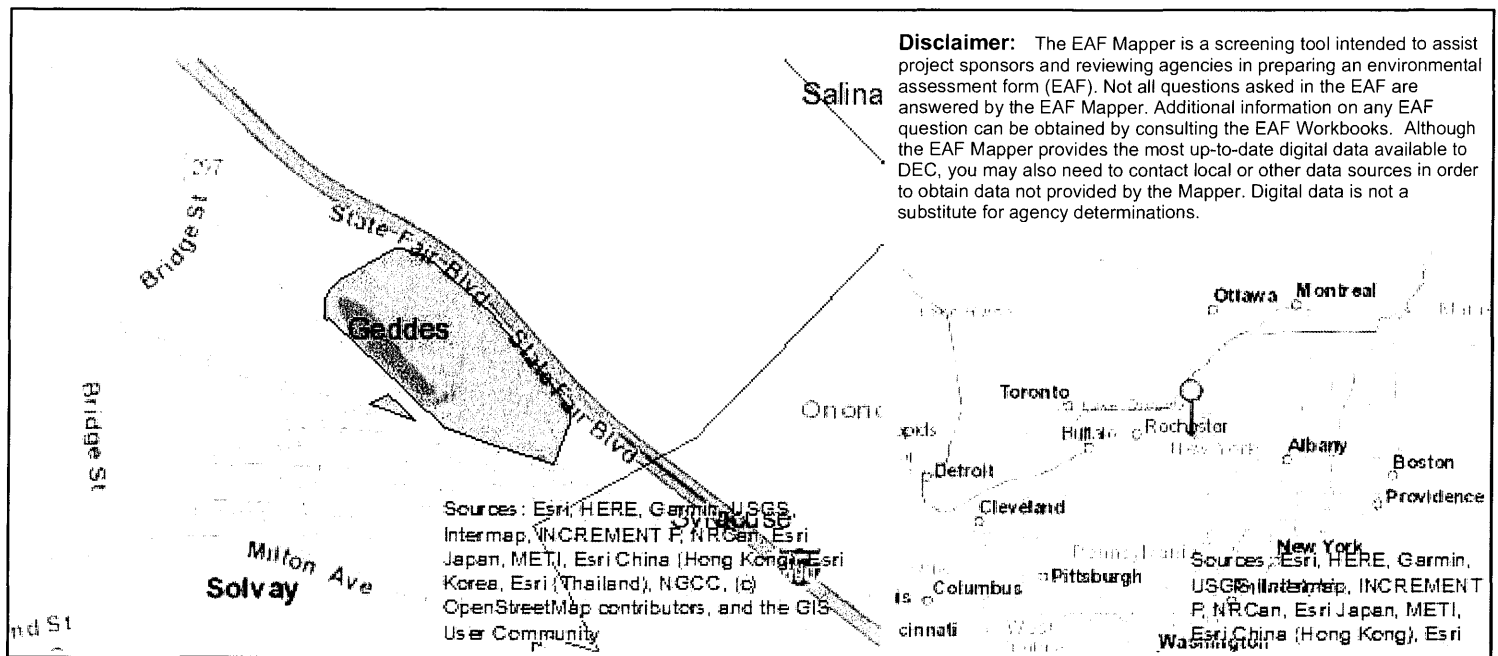 Disclaimer: The EAF Mapper is a screening tool intended to assist
project sponsors and reviewing agencies in preparing an environmental
assessment form (EAF). Not all questions asked in the EAF are
answered by the EAF Mapper. Additional information on any EAF
question can be obtained by consulting the EAF Workbooks. Although
the EAF Mapper provides the most up-to-date digital data available to
DEC, you may also need to contact local or other data sources in order
to obtain data not provided by the Mapper. Digital data is not a
substitute for agency determinations.
Salina
297
Bridge St
State Fair Blvd
Geddes
State Fair Blvd
Bridge St
Milton Ave
Solvay
nd St
Sources: Esri, HERE, Garmin, USGS,
Intermap, INCREMENT P, NRCan, Esri
Japan, METI, Esri China (Hong Kong), Esri
Korea, Esri (Thailand), NGCC, (c)
OpenStreetMap contributors, and the GIS
User Community
Ottawa
Montreal
Toronto
Rochester
New York
Albany
Boston
Providence
Detroit
Cleveland
New York
Pittsburgh
Columbus
cinnati
Washington
Sources: Esri, HERE, Garmin,
USGS, Intermap, INCREMENT
P, NRCan, Esri Japan, METI,
Esri China (Hong Kong), Esri